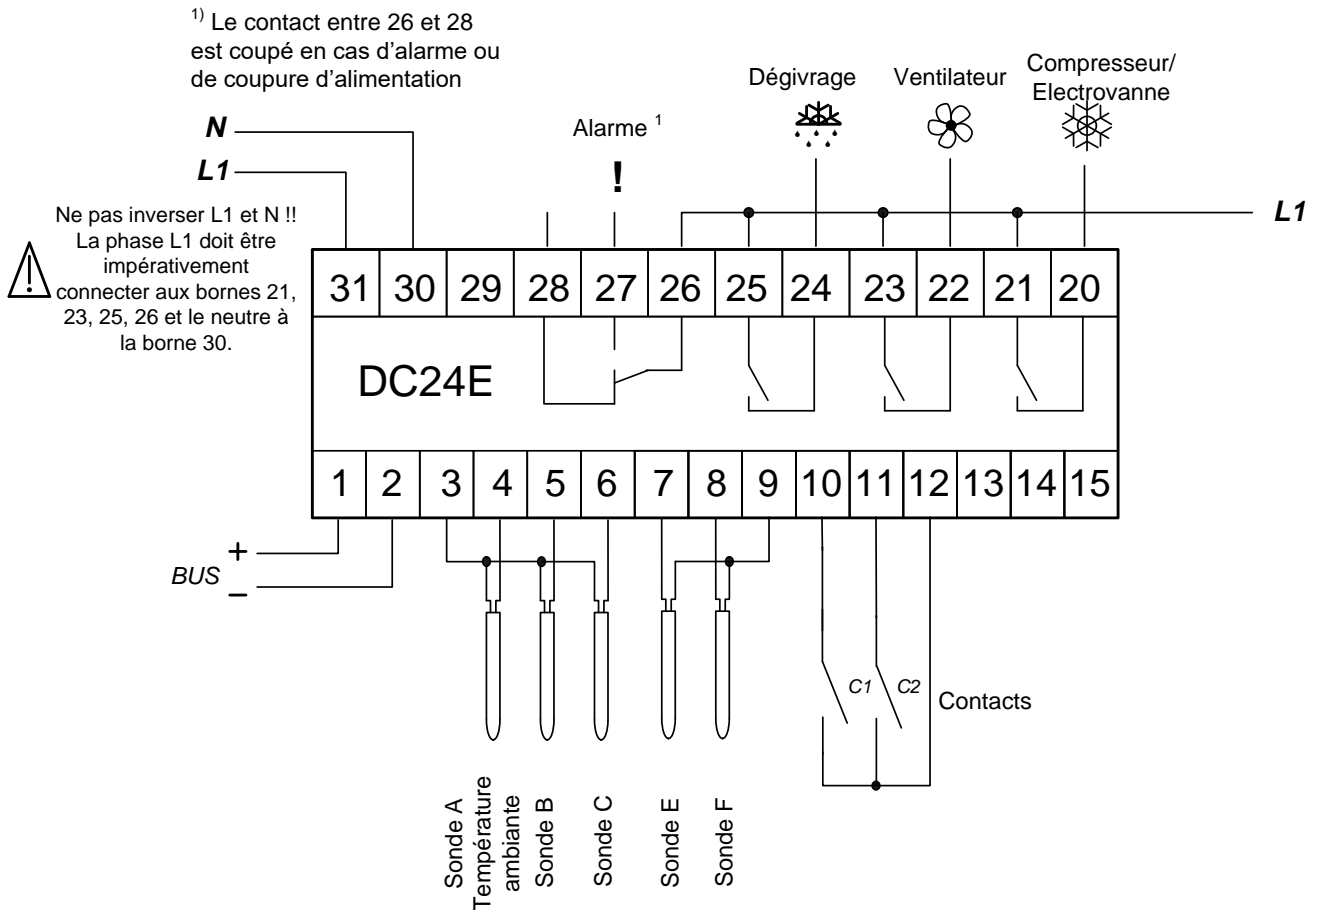 1) Le contact entre 26 et 28
est coupé en cas d'alarme ou
de coupure d'alimentation
Dégivrage
Ventilateur
Compresseur/
Electrovanne
N
Alarme 1
!
L1
L1
Ne pas inverser L1 et N !!
La phase L1 doit être
impérativement
connecter aux bornes 21,
23, 25, 26 et le neutre à
la borne 30.
!
31 30 29 28 27 26 25 24 23 22 21 20
DC24E
1 2 3 4 5 6 7 8 9 10 11 12 13 14 15
+
BUS
–
C1 C2
Contacts
Sonde A
Température
ambiante
Sonde B
Sonde C
Sonde E
Sonde F